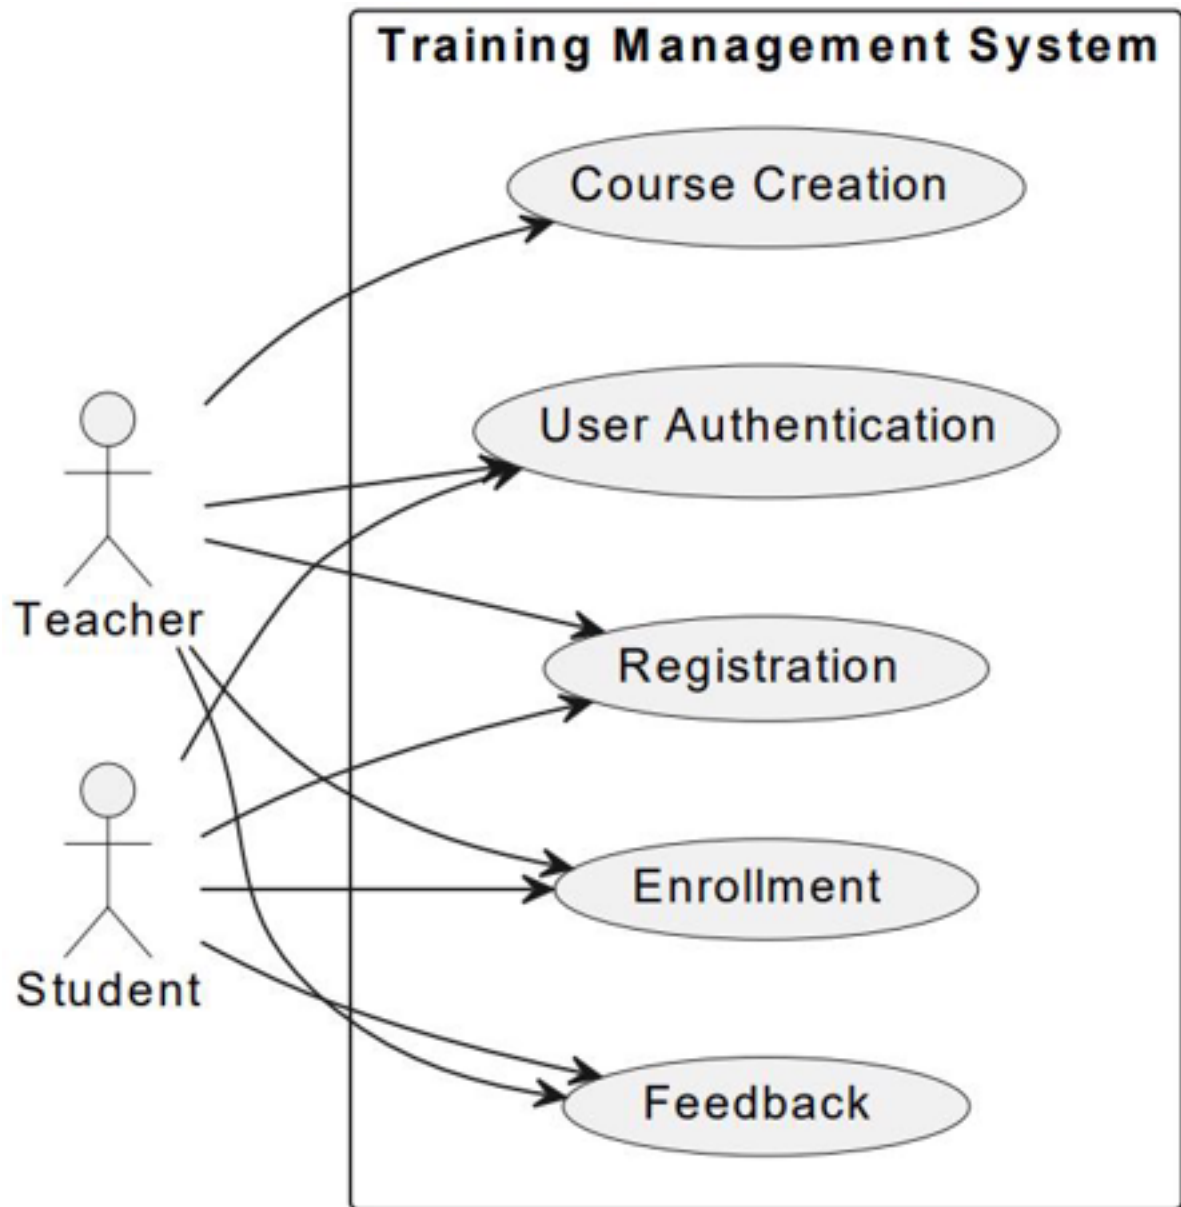 Training Management System
Course Creation
User Authentication
Teacher
Registration
Enrollment
Student
Feedback